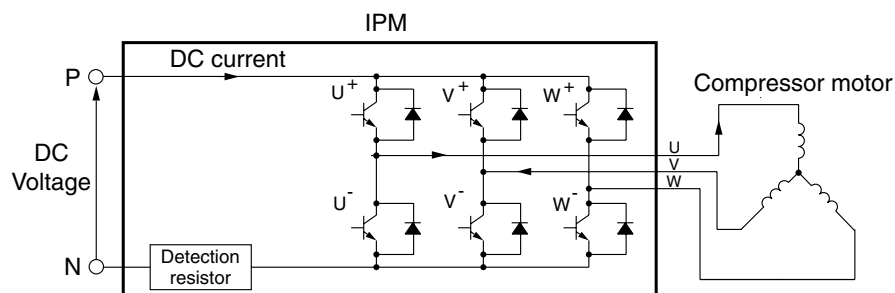 IPM
P
DC current
U+
V+
W+
Compressor motor
DC
Voltage
U
V
W
U-
V-
W-
N
Detection
resistor